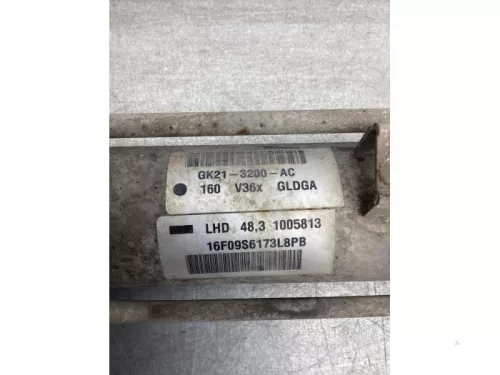 GK21-3200-AC
160 V36x GLDGA
LHD 48,3 1005813
16F09S6173L8PB